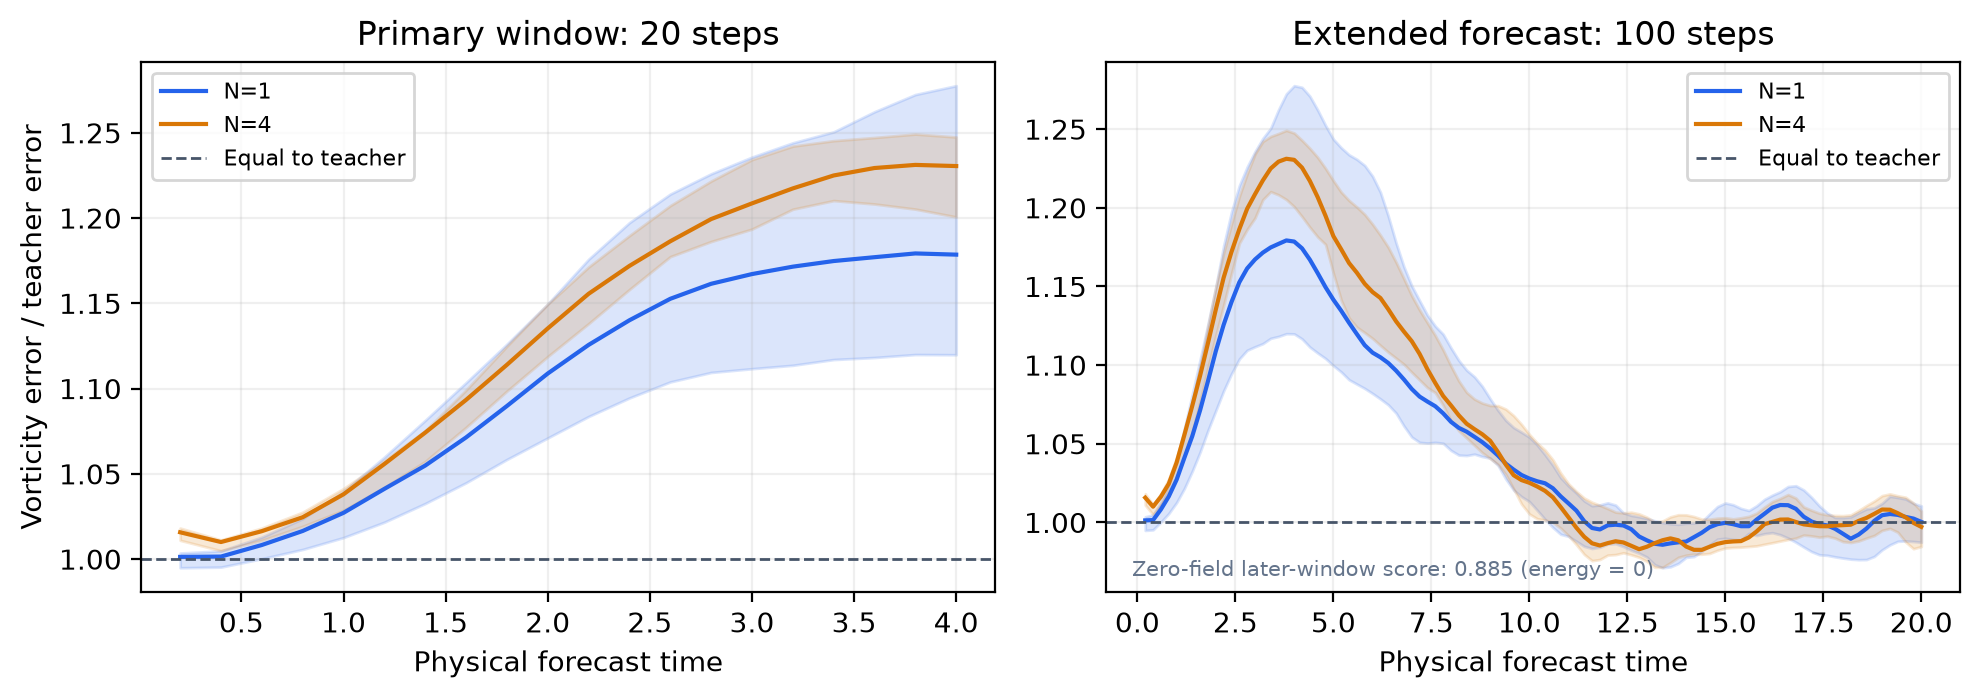 Primary window: 20 steps
Vorticity error / teacher error
1.25
1.20
1.15
1.10
1.05
1.00
N=1
N=4
Equal to teacher
0.5 1.0 1.5 2.0 2.5 3.0 3.5 4.0
Physical forecast time
Extended forecast: 100 steps
1.25
1.20
1.15
1.10
1.05
1.00
N=1
N=4
Equal to teacher
Zero-field later-window score: 0.885 (energy = 0)
0.0 2.5 5.0 7.5 10.0 12.5 15.0 17.5 20.0
Physical forecast time